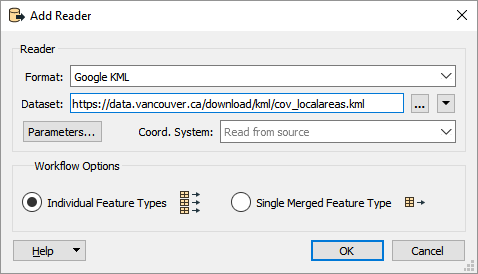 Add Reader
Reader
Format: Google KML
Dataset: https://data.vancouver.ca/download/kml/cov_localareas.kml ...
Parameters... Coord. System: Read from source
Workflow Options
Individual Feature Types Single Merged Feature Type
Help OK Cancel